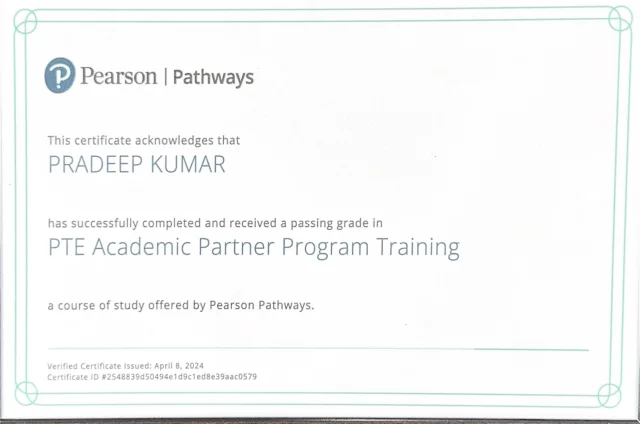 Pearson | Pathways
This certificate acknowledges that
PRADEEP KUMAR
has successfully completed and received a passing grade in
PTE Academic Partner Program Training
a course of study offered by Pearson Pathways.
Verified Certificate Issued: April 8, 2024
Certificate ID #2548839d50494e1d9c1ed8e39aac0579